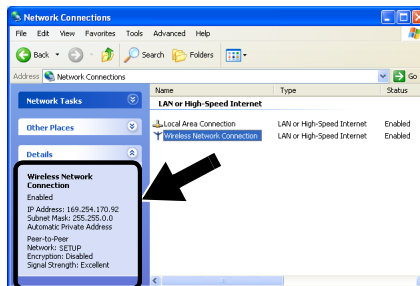 Network Connections
File Edit View Favorites Tools Advanced Help
Back Search Folders
Address Network Connections Go
Name Type Status
Network Tasks
LAN or High-Speed Internet
Other Places
Local Area Connection LAN or High-Speed Internet Enabled
Wireless Network Connection LAN or High-Speed Internet Enabled
Details
Wireless Network
Connection
Enabled
IP Address: 169.254.170.92
Subnet Mask: 255.255.0.0
Automatic Private Address
Peer-to-Peer
Network: SETUP
Encryption: Disabled
Signal Strength: Excellent